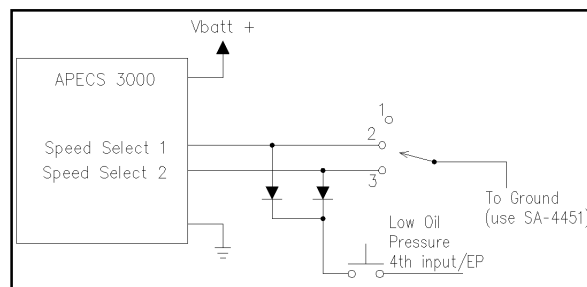 Vbatt +
APECS 3000
1
2
Speed Select 1
Speed Select 2
3
To Ground
(use SA-4451)
Low Oil
Pressure
4th input/EP